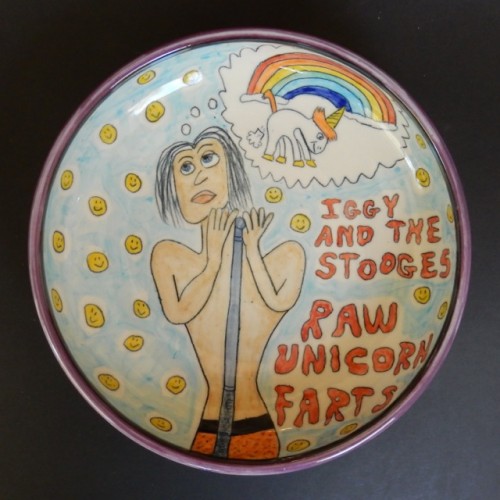 IGGY
AND THE
STOOGES
RAW
UNICORN
FARTS